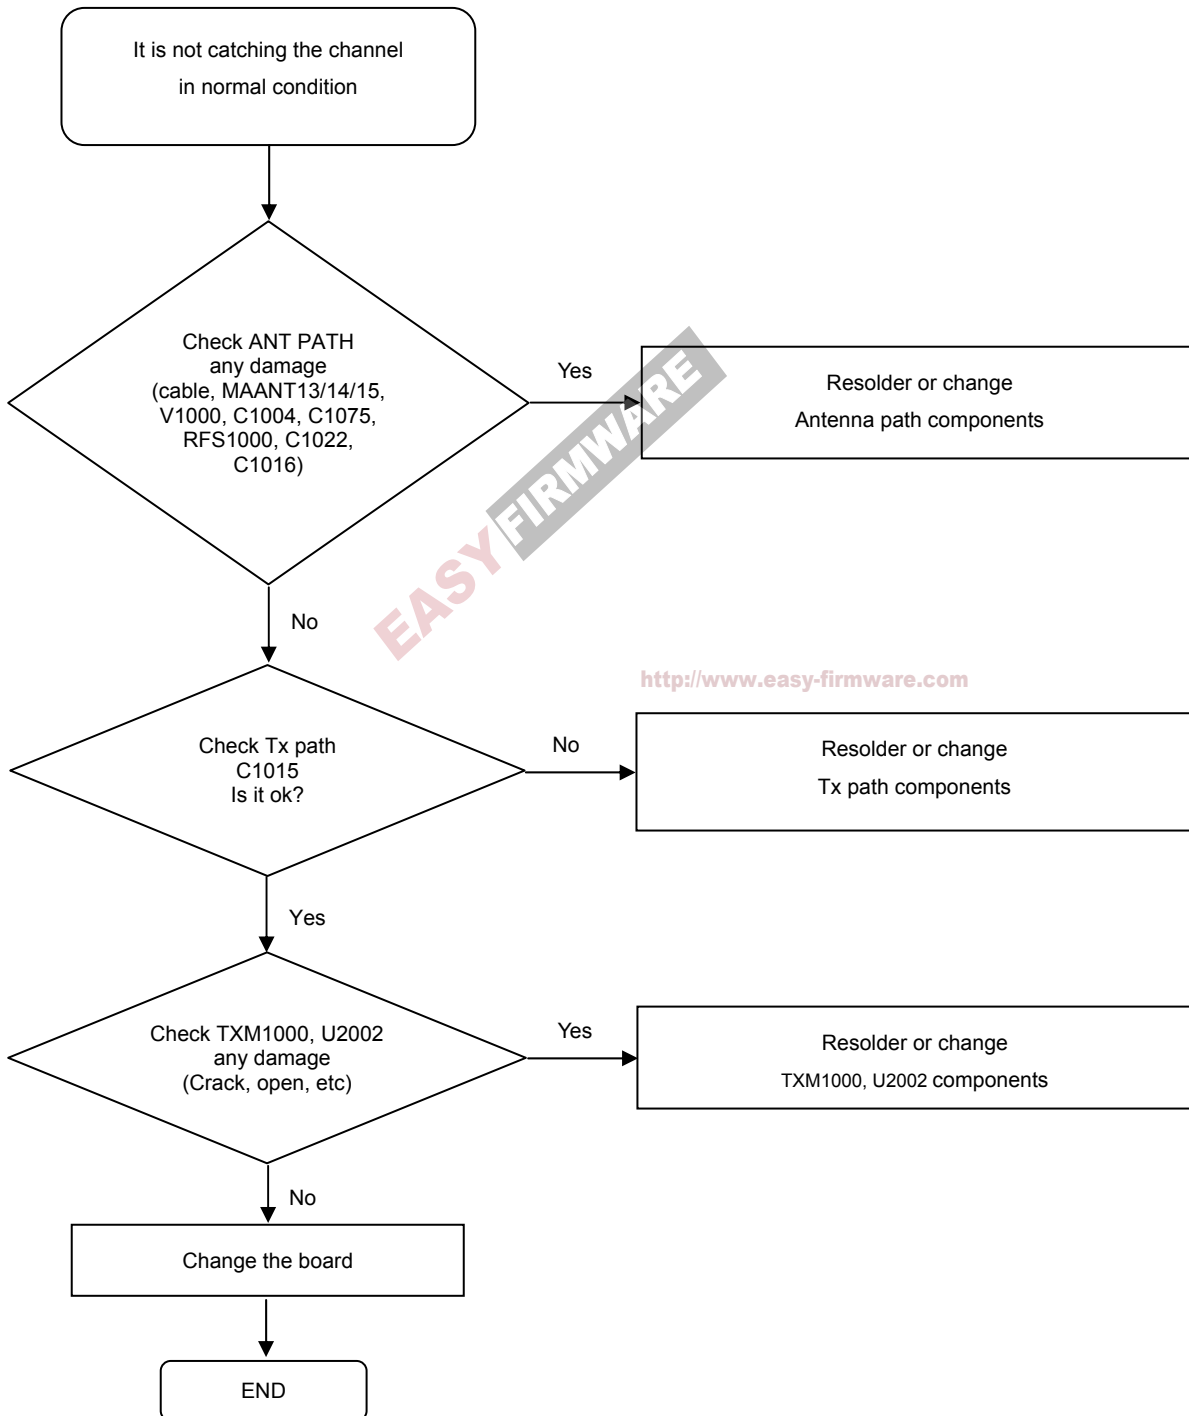 It is not catching the channel
in normal condition
Check ANT PATH
any damage
(cable, MAANT13/14/15,
V1000, C1004, C1075,
RFS1000, C1022,
C1016)
Yes
Resolder or change
Antenna path components
EASY FIRMWARE
No
http://www.easy-firmware.com
Check Tx path
C1015
Is it ok?
No
Resolder or change
Tx path components
Yes
Check TXM1000, U2002
any damage
(Crack, open, etc)
Yes
Resolder or change
TXM1000, U2002 components
No
Change the board
END